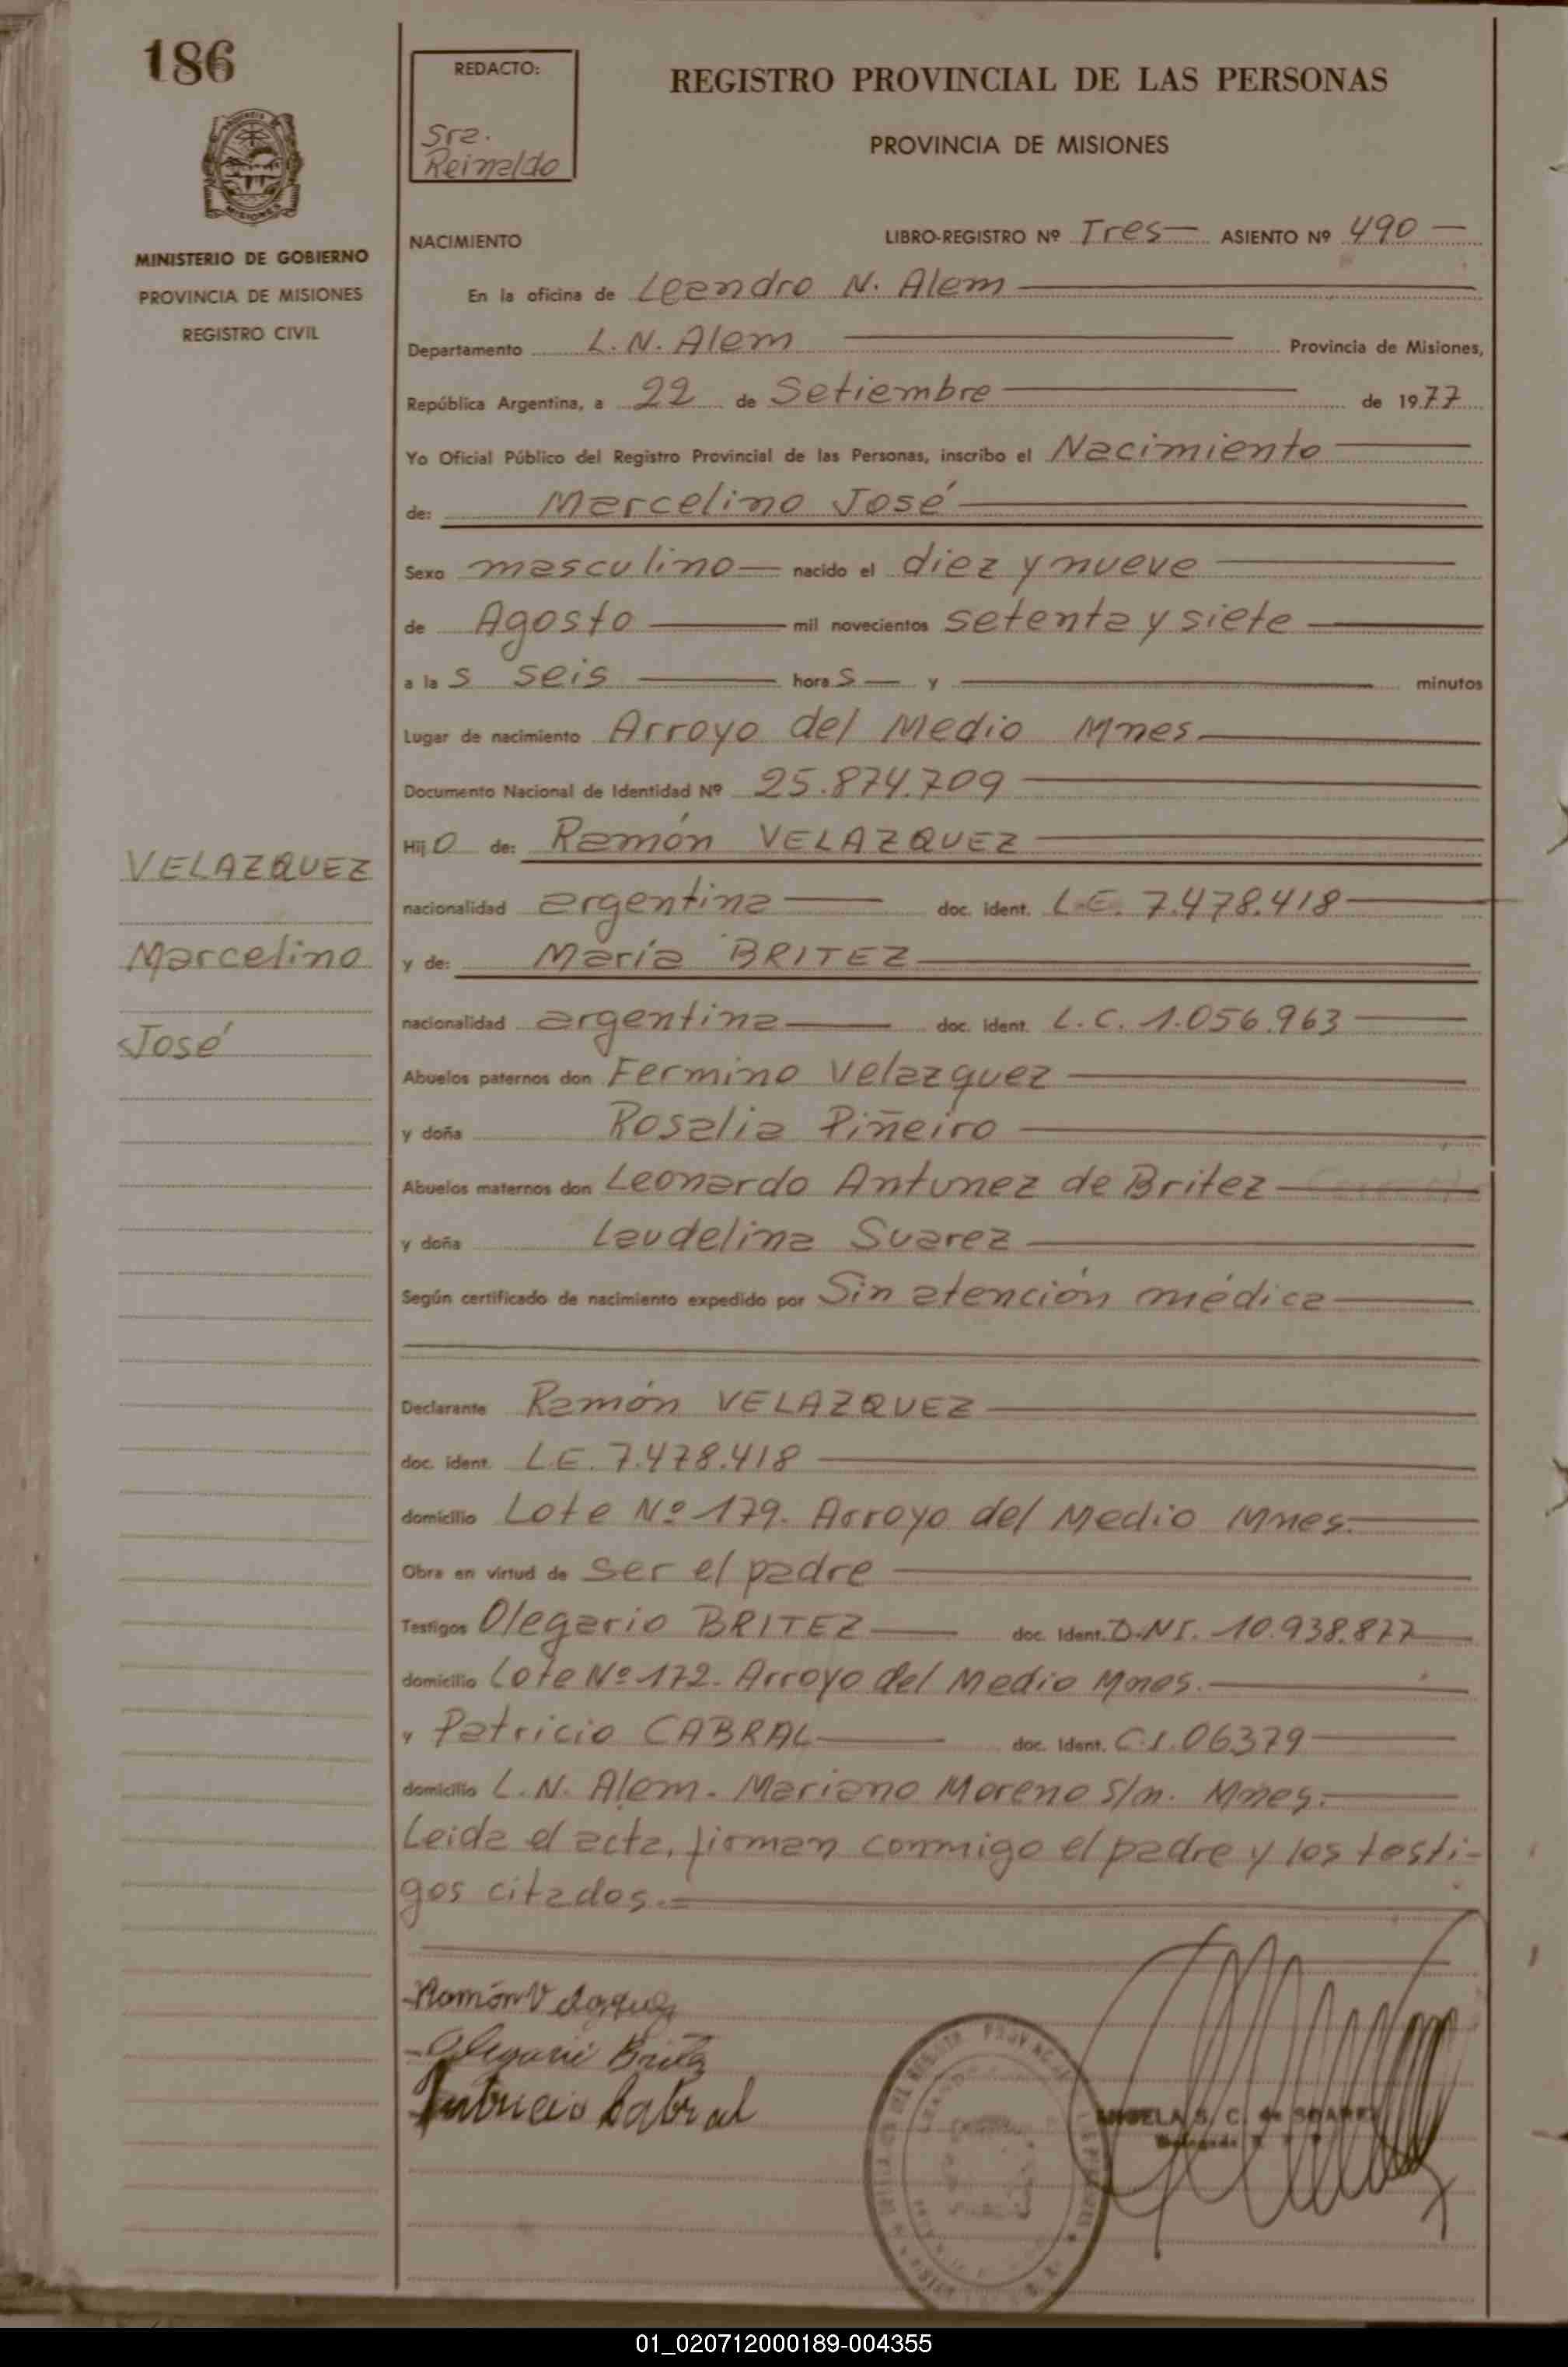 186
REDACTO:
Sra.
Reinaldo
REGISTRO PROVINCIAL DE LAS PERSONAS
PROVINCIA DE MISIONES
MISIONES
MINISTERIO DE GOBIERNO
PROVINCIA DE MISIONES
REGISTRO CIVIL
NACIMIENTO
LIBRO-REGISTRO Nº Tres ASIENTO Nº 490
En la oficina de Leandro N. Alem
Departamento L. N. Alem Provincia de Misiones,
República Argentina, a 22 de Setiembre de 1977
Yo Oficial Público del Registro Provincial de las Personas, inscribo el Nacimiento
de: Marcelino José
Sexo masculino nacido el diez y nueve
de Agosto mil novecientos setenta y siete
a las seis horas y minutos
Lugar de nacimiento Arroyo del Medio Mnes
Documento Nacional de Identidad Nº 25.874.709
Hijo de: Ramón VELAZQUEZ
VELAZQUEZ
nacionalidad argentina doc. ident. L.E. 7.478.418
Marcelino
y de: María BRITEZ
nacionalidad argentina doc. ident. L.C. 1.056.963
José
Abuelos paternos don Fermino Velazquez
y doña Rosalia Piñeiro
Abuelos maternos don Leonardo Antunez de Britez
y doña Laudelina Suarez
Según certificado de nacimiento expedido por Sin atención médica
Declarante Ramón VELAZQUEZ
doc. ident. L.E. 7.478.418
domicilio Lote Nº 179. Arroyo del Medio Mnes.
Obra en virtud de ser el padre
Testigos Olegario BRITEZ doc. Ident. D.N.I. 10.938.877
domicilio Lote Nº 172. Arroyo del Medio Mnes.
y Patricio CABRAL doc. Ident. C.I. 06379
domicilio L. N. Alem. Mariano Moreno S/n. Mnes.
Leida el acta, firman conmigo el padre y los testi-
gos citados.=
Ramón Velazquez
Olegario Britez
Patricio Cabral
ANGELA S. C. de SUAREZ
01_020712000189-004355